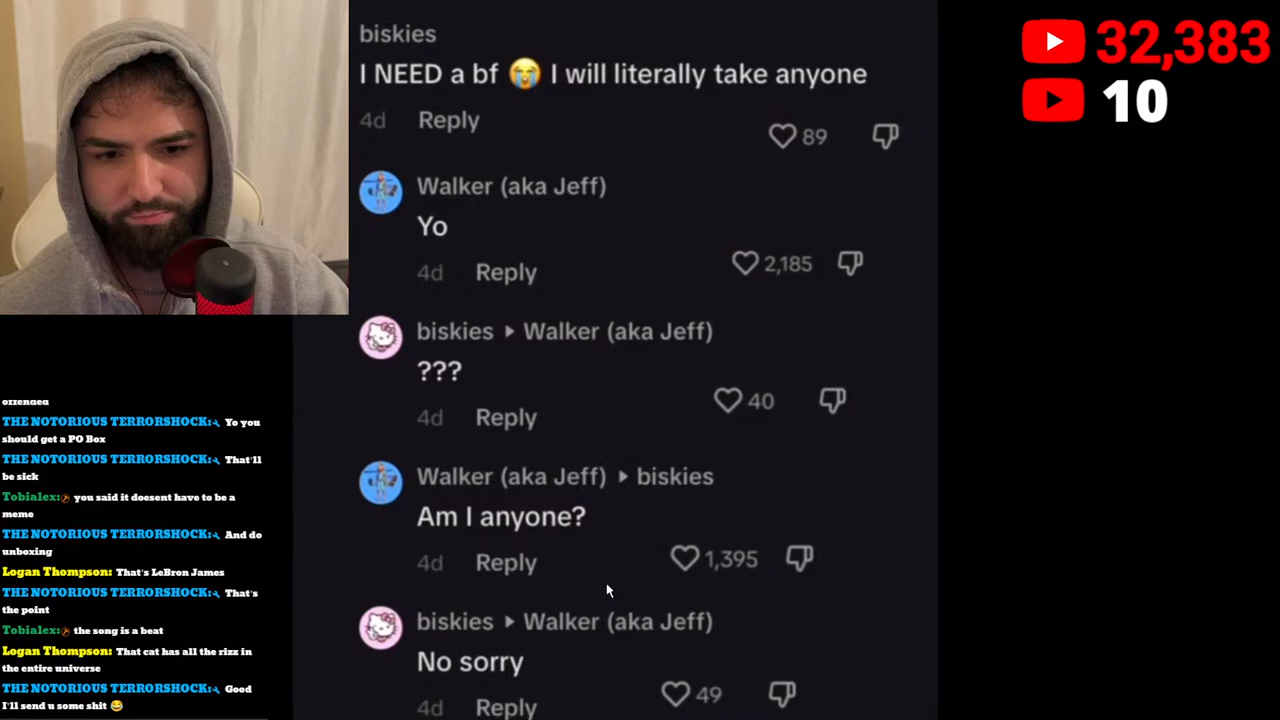 biskies
I NEED a bf 😭 I will literally take anyone
4d Reply 89
Walker (aka Jeff)
Yo
4d Reply 2,185
biskies ▸ Walker (aka Jeff)
???
4d Reply 40
Walker (aka Jeff) ▸ biskies
Am I anyone?
4d Reply 1,395
biskies ▸ Walker (aka Jeff)
No sorry
4d Reply 49
32,383
10
THE NOTORIOUS TERRORSHOCK: Yo you
should get a PO Box
THE NOTORIOUS TERRORSHOCK: That'll
be sick
Tobialex: you said it doesent have to be a
meme
THE NOTORIOUS TERRORSHOCK: And do
unboxing
Logan Thompson: That's LeBron James
THE NOTORIOUS TERRORSHOCK: That's
the point
Tobialex: the song is a beat
Logan Thompson: That cat has all the rizz in
the entire universe
THE NOTORIOUS TERRORSHOCK: Good
I'll send u some shit 😂